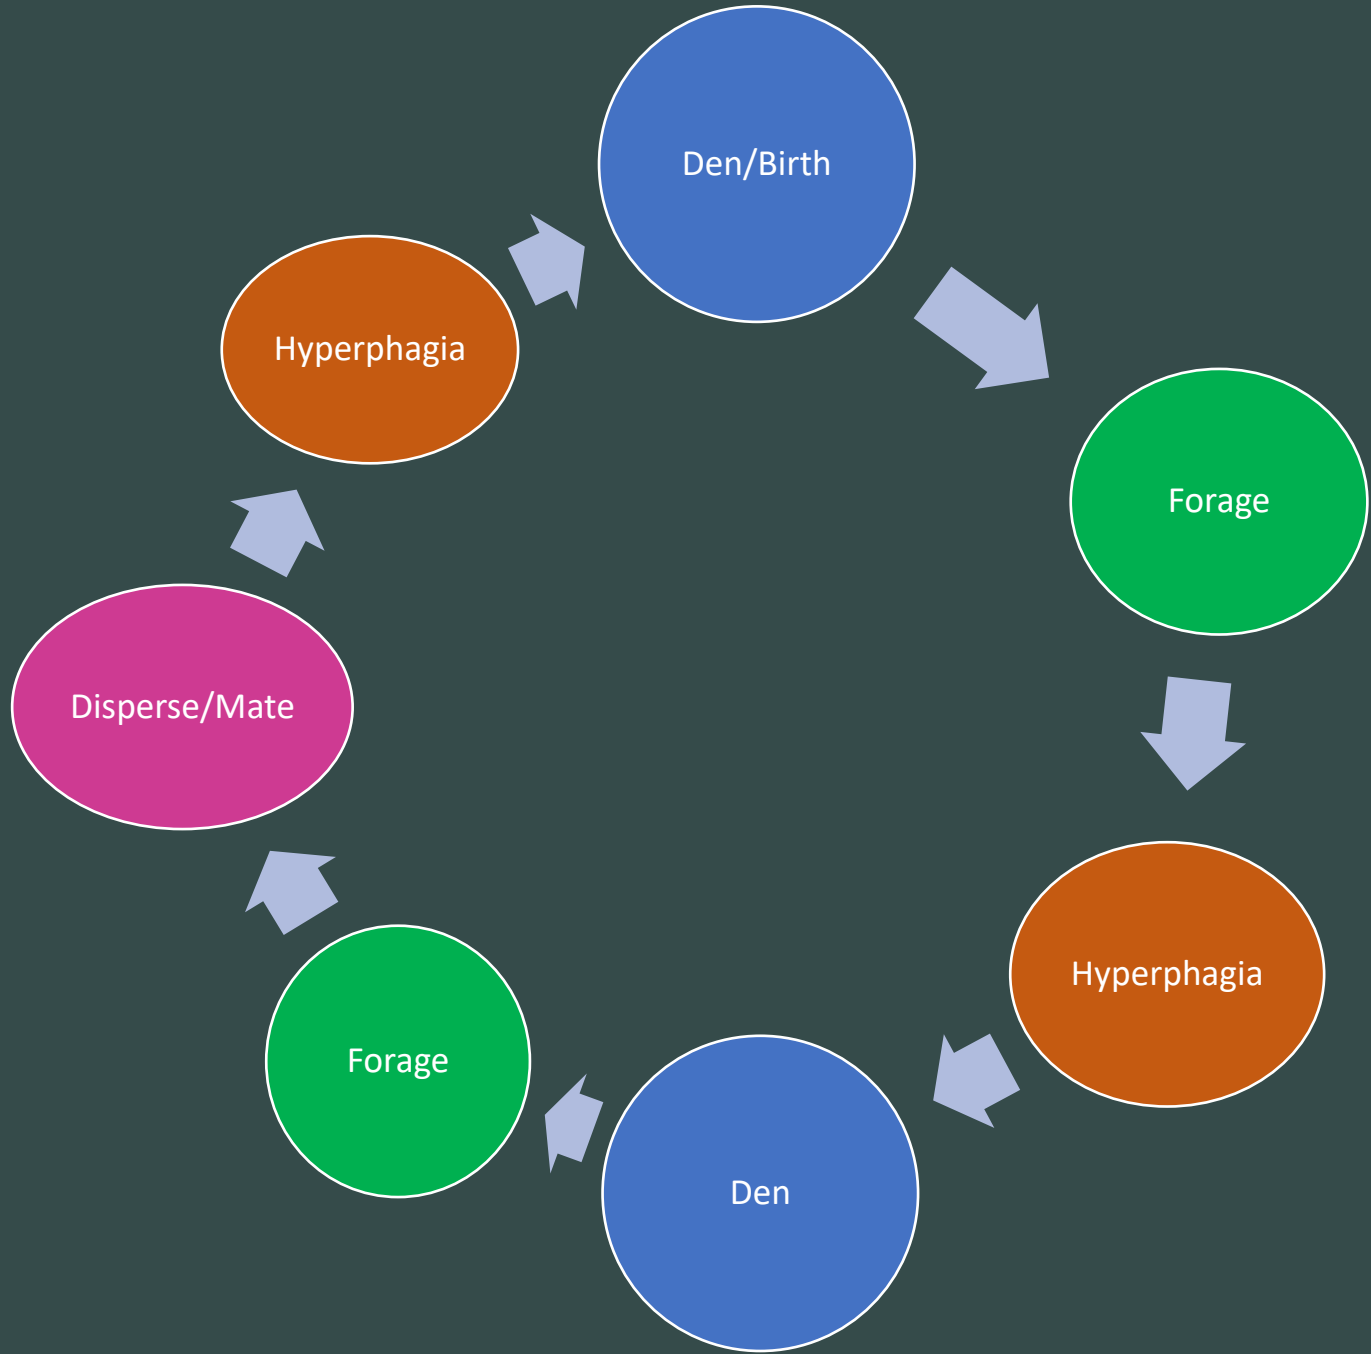 Den/Birth
Forage
Hyperphagia
Den
Forage
Disperse/Mate
Hyperphagia